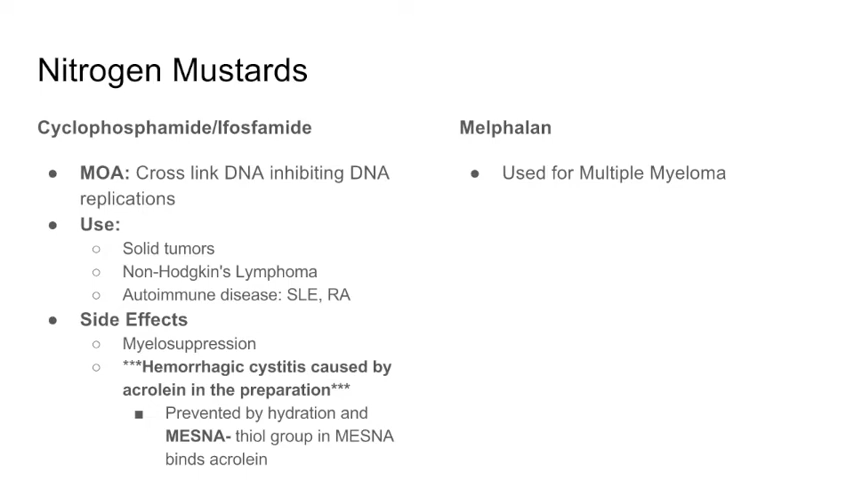 Nitrogen Mustards
Cyclophosphamide/Ifosfamide
● MOA: Cross link DNA inhibiting DNA
replications
● Use:
○ Solid tumors
○ Non-Hodgkin's Lymphoma
○ Autoimmune disease: SLE, RA
● Side Effects
○ Myelosuppression
○ ***Hemorrhagic cystitis caused by
acrolein in the preparation***
■ Prevented by hydration and
MESNA- thiol group in MESNA
binds acrolein
Melphalan
● Used for Multiple Myeloma